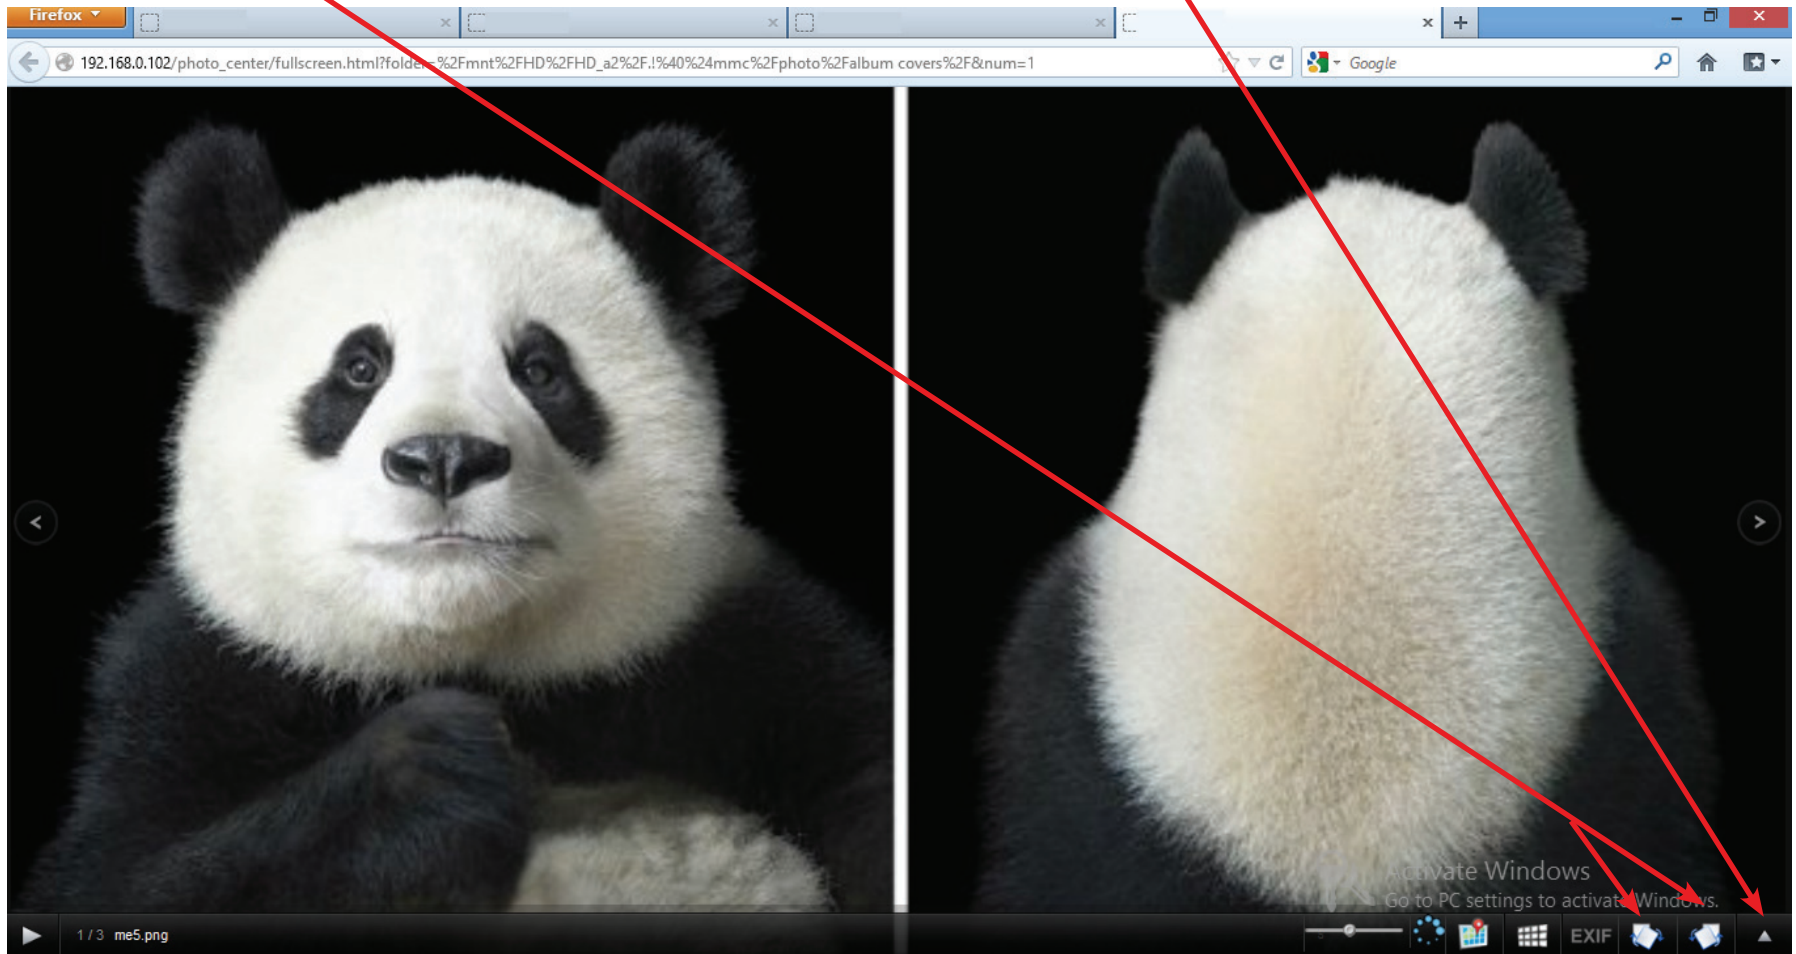 Firefox
192.168.0.102/photo_center/fullscreen.html?folder=%2Fmnt%2FHD%2FHD_a2%2F.!%40%24mmc%2Fphoto%2Falbum covers%2F&num=1
Google
Activate Windows
Go to PC settings to activate Windows.
1 / 3 me5.png
EXIF